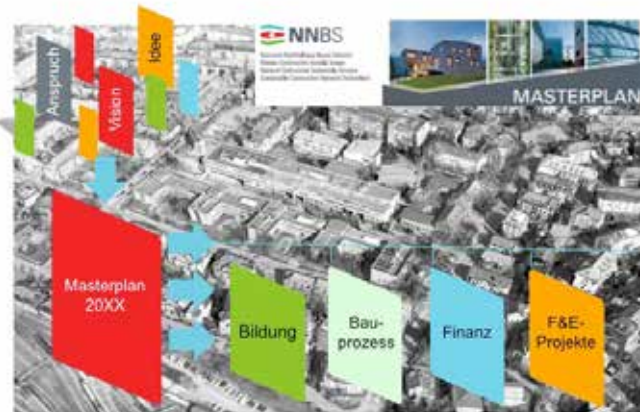 Idee
Anspruch
Vision
NNBS
MASTERPLAN
Masterplan
20XX
Bildung
Bau-
prozess
Finanz
F&E-
Projekte